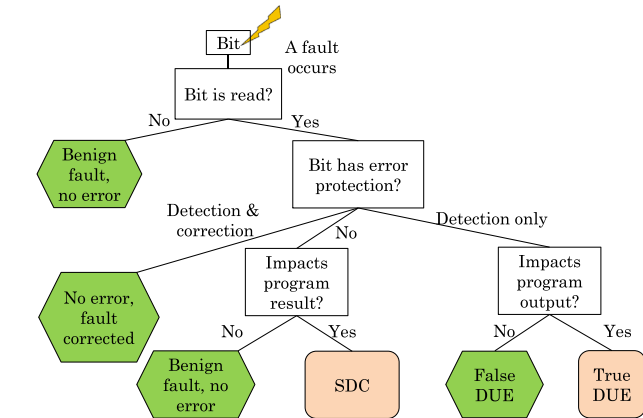 Bit
A fault
occurs
Bit is read?
No
Yes
Benign
fault,
no error
Bit has error
protection?
Detection &
correction
No
Detection only
No error,
fault
corrected
Impacts
program
result?
Impacts
program
output?
No
Yes
No
Yes
Benign
fault, no
error
SDC
False
DUE
True
DUE